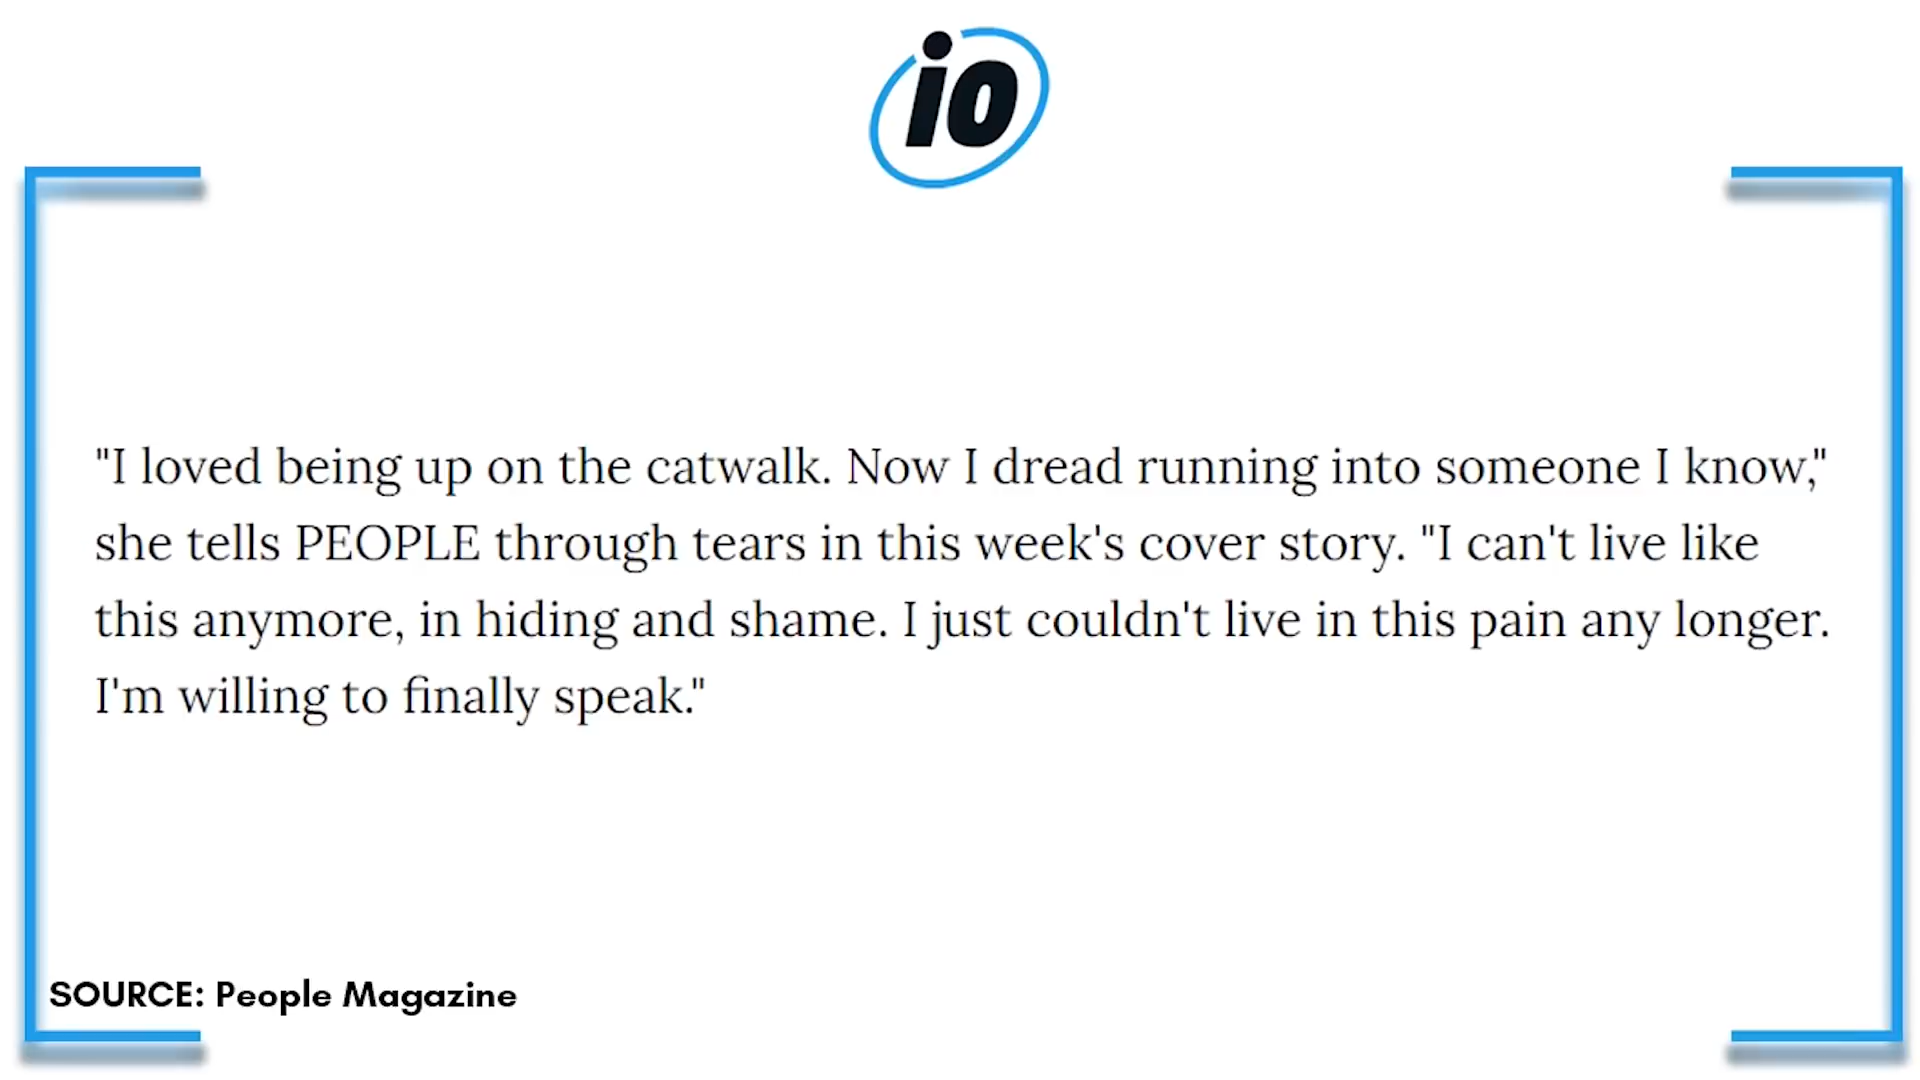 io
"I loved being up on the catwalk. Now I dread running into someone I know,"
she tells PEOPLE through tears in this week's cover story. "I can't live like
this anymore, in hiding and shame. I just couldn't live in this pain any longer.
I'm willing to finally speak."
SOURCE: People Magazine